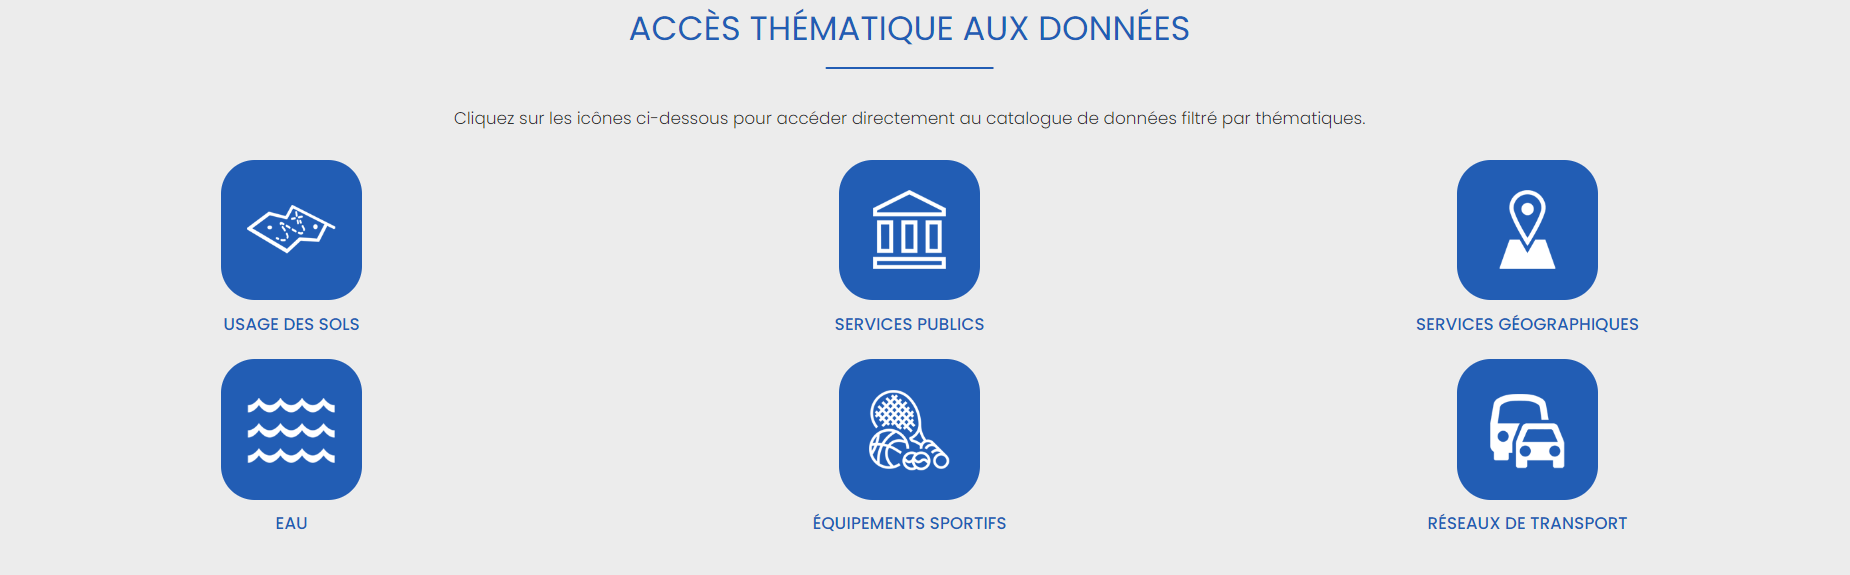 ACCÈS THÉMATIQUE AUX DONNÉES
Cliquez sur les icônes ci-dessous pour accéder directement au catalogue de données filtré par thématiques.
USAGE DES SOLS
SERVICES PUBLICS
SERVICES GÉOGRAPHIQUES
EAU
ÉQUIPEMENTS SPORTIFS
RÉSEAUX DE TRANSPORT